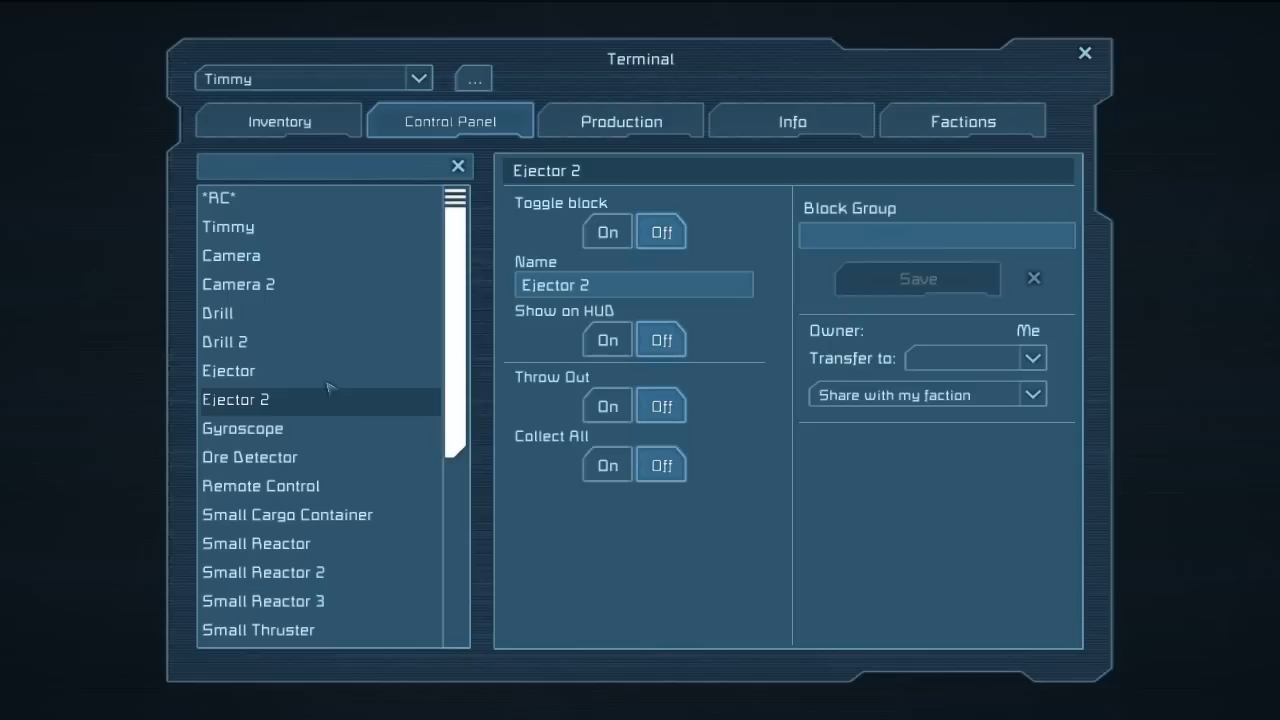 Terminal
Timmy
...
Inventory
Control Panel
Production
Info
Factions
*RC*
Timmy
Camera
Camera 2
Drill
Drill 2
Ejector
Ejector 2
Gyroscope
Ore Detector
Remote Control
Small Cargo Container
Small Reactor
Small Reactor 2
Small Reactor 3
Small Thruster
Ejector 2
Toggle block
On
Off
Name
Ejector 2
Show on HUD
On
Off
Throw Out
On
Off
Collect All
On
Off
Block Group
Save
Owner: Me
Transfer to:
Share with my faction